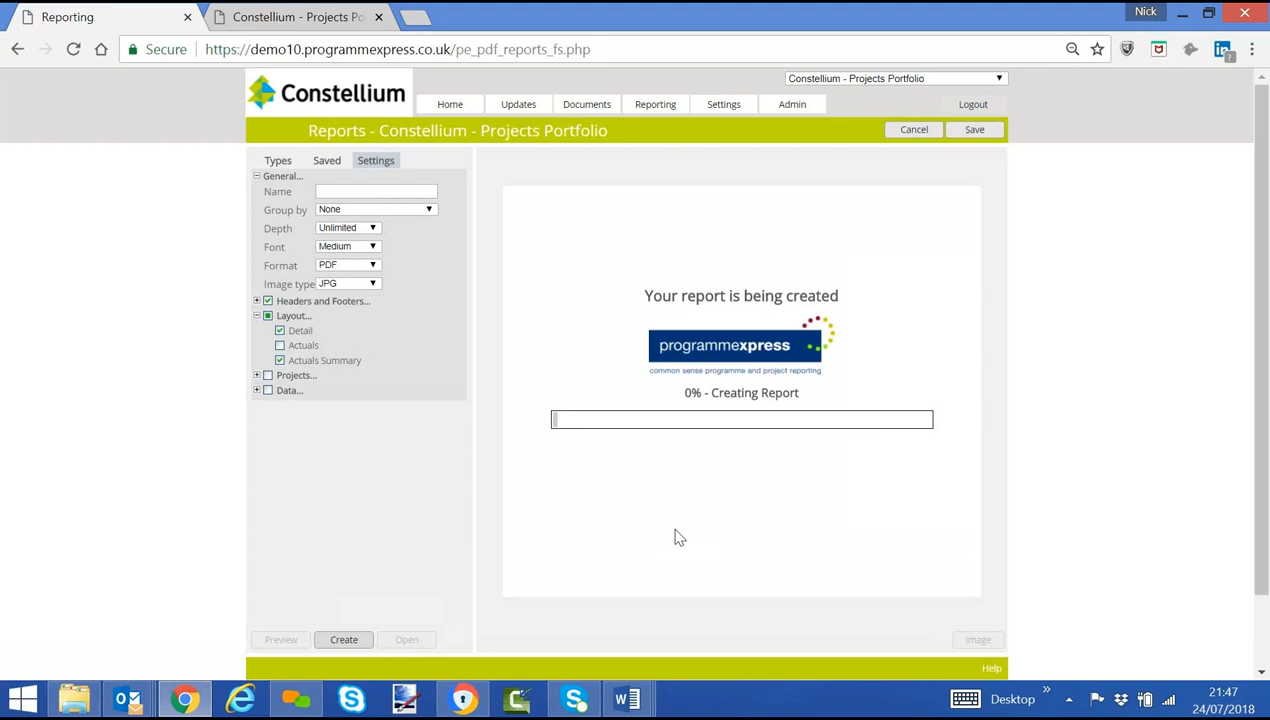 Reporting
Constellium - Projects Po
Nick
Secure
https://demo10.programmexpress.co.uk/pe_pdf_reports_fs.php
Constellium
Constellium - Projects Portfolio
Home
Updates
Documents
Reporting
Settings
Admin
Logout
Reports - Constellium - Projects Portfolio
Cancel
Save
Types
Saved
Settings
General...
Name
Group by
None
Depth
Unlimited
Font
Medium
Format
PDF
Image type
JPG
Headers and Footers...
Layout...
Detail
Actuals
Actuals Summary
Projects...
Data...
Your report is being created
programmexpress
common sense programme and project reporting
0% - Creating Report
Preview
Create
Open
Image
Help
Desktop
21:47
24/07/2018